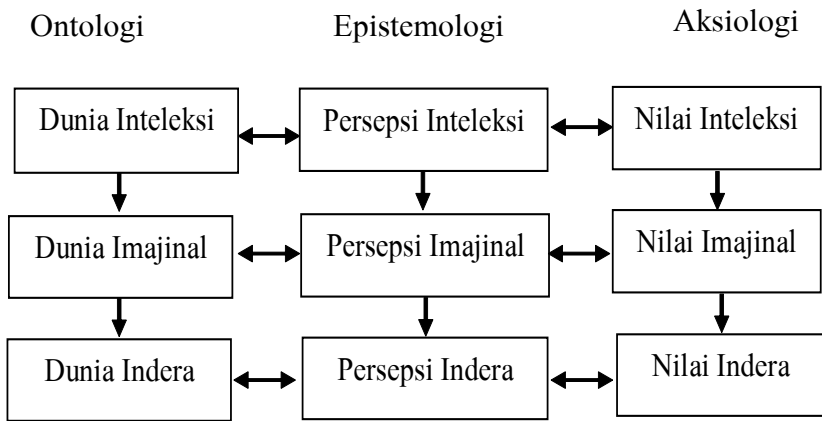 Ontologi Epistemologi Aksiologi
Dunia Inteleksi Persepsi Inteleksi Nilai Inteleksi
Dunia Imajinal Persepsi Imajinal Nilai Imajinal
Dunia Indera Persepsi Indera Nilai Indera